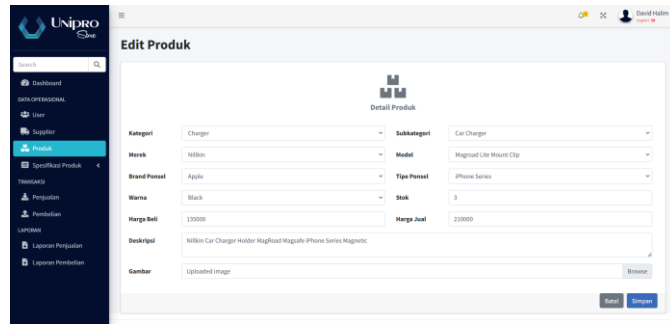 UNIPRO
Store
David Halim
Edit Produk
Search
Dashboard
DATA OPERASIONAL
User
Supplier
Produk
Spesifikasi Produk
TRANSAKSI
Penjualan
Pembelian
LAPORAN
Laporan Penjualan
Laporan Pembelian
Detail Produk
Kategori Charger Subkategori Car Charger
Merek Nillkin Model Magroad Lite Mount Clip
Brand Ponsel Apple Tipe Ponsel iPhone Series
Warna Black Stok 3
Harga Beli 135000 Harga Jual 210000
Deskripsi Nillkin Car Charger Holder MagRoad Magsafe iPhone Series Magnetic
Gambar Uploaded Image Browse
Batal Simpan